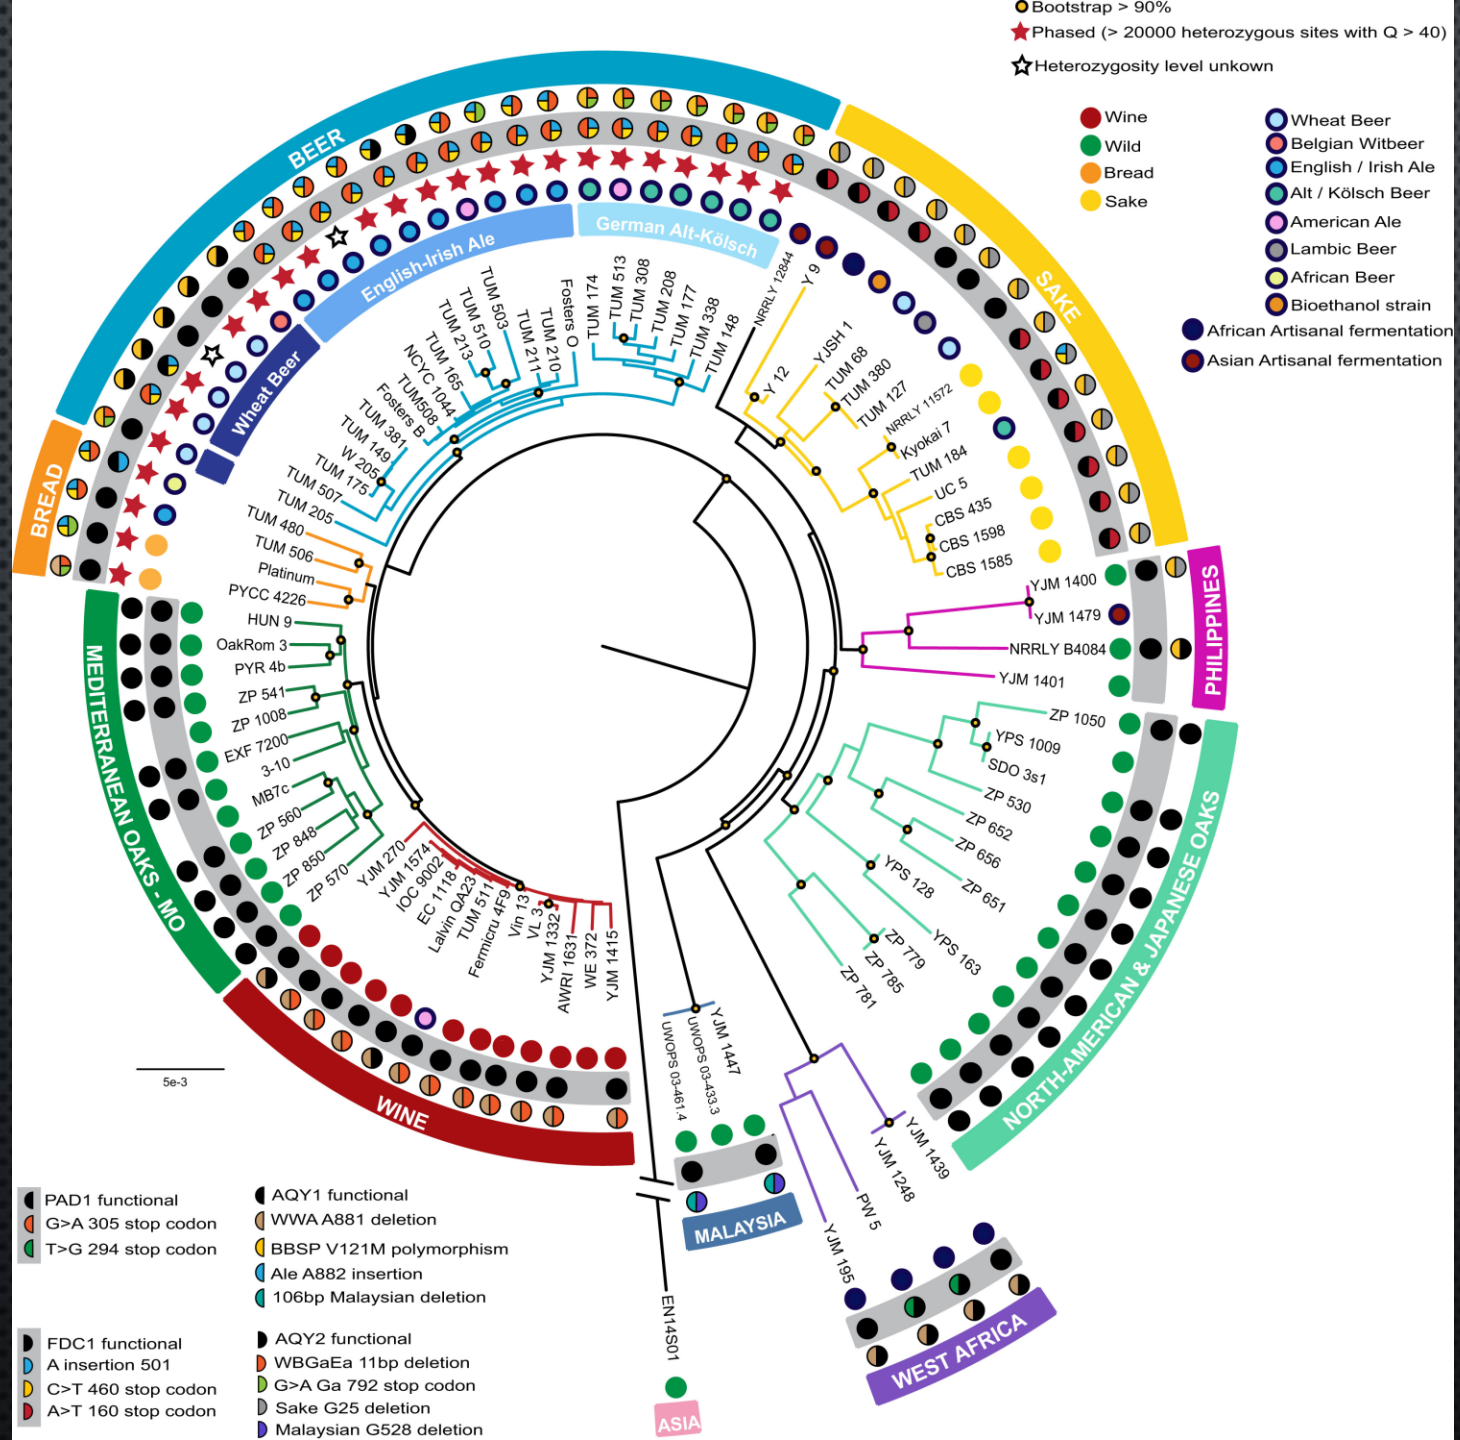 Bootstrap > 90%
Phased (> 20000 heterozygous sites with Q > 40)
Heterozygosity level unkown
Wine
Wild
Bread
Sake
Wheat Beer
Belgian Witbeer
English / Irish Ale
Alt / Kölsch Beer
American Ale
Lambic Beer
African Beer
Bioethanol strain
African Artisanal fermentation
Asian Artisanal fermentation
BEER
SAKE
PHILIPPINES
NORTH-AMERICAN & JAPANESE OAKS
WEST AFRICA
MALAYSIA
ASIA
WINE
MEDITERRANEAN OAKS - MO
BREAD
Wheat Beer
English-Irish Ale
German Alt-Kölsch
TUM 205
TUM 507
TUM 175
W 205
TUM 149
TUM 381
Fosters B
TUM508
NCYC 1044
TUM 165
TUM 213
TUM 510
TUM 503
TUM 211
TUM 210
Fosters O
TUM 174
TUM 513
TUM 308
TUM 208
TUM 177
TUM 338
TUM 148
NRRLY 12844
Y 9
Y 12
YJSH 1
TUM 68
TUM 380
TUM 127
NRRLY 11572
Kyokai 7
TUM 184
UC 5
CBS 435
CBS 1598
CBS 1585
YJM 1400
YJM 1479
NRRLY B4084
YJM 1401
ZP 1050
YPS 1009
SDO 3s1
ZP 530
ZP 652
ZP 656
ZP 651
YPS 128
YPS 163
ZP 779
ZP 785
ZP 781
YJM 1439
YJM 1248
PW 5
YJM 195
YJM 1447
UWOPS 03-433.3
UWOPS 03-461.4
EN14S01
YJM 1415
WE 372
AWRI 1631
YJM 1332
VL 3
Vin 13
Fermicru 4F9
TUM 511
Lalvin QA23
EC 1118
IOC 9002
YJM 1574
YJM 270
ZP 570
ZP 850
ZP 848
ZP 560
MB7c
3-10
EXF 7200
ZP 1008
ZP 541
PYR 4b
OakRom 3
HUN 9
PYCC 4226
Platinum
TUM 506
TUM 480
5e-3
PAD1 functional
G>A 305 stop codon
T>G 294 stop codon
FDC1 functional
A insertion 501
C>T 460 stop codon
A>T 160 stop codon
AQY1 functional
WWA A881 deletion
BBSP V121M polymorphism
Ale A882 insertion
106bp Malaysian deletion
AQY2 functional
WBGaEa 11bp deletion
G>A Ga 792 stop codon
Sake G25 deletion
Malaysian G528 deletion